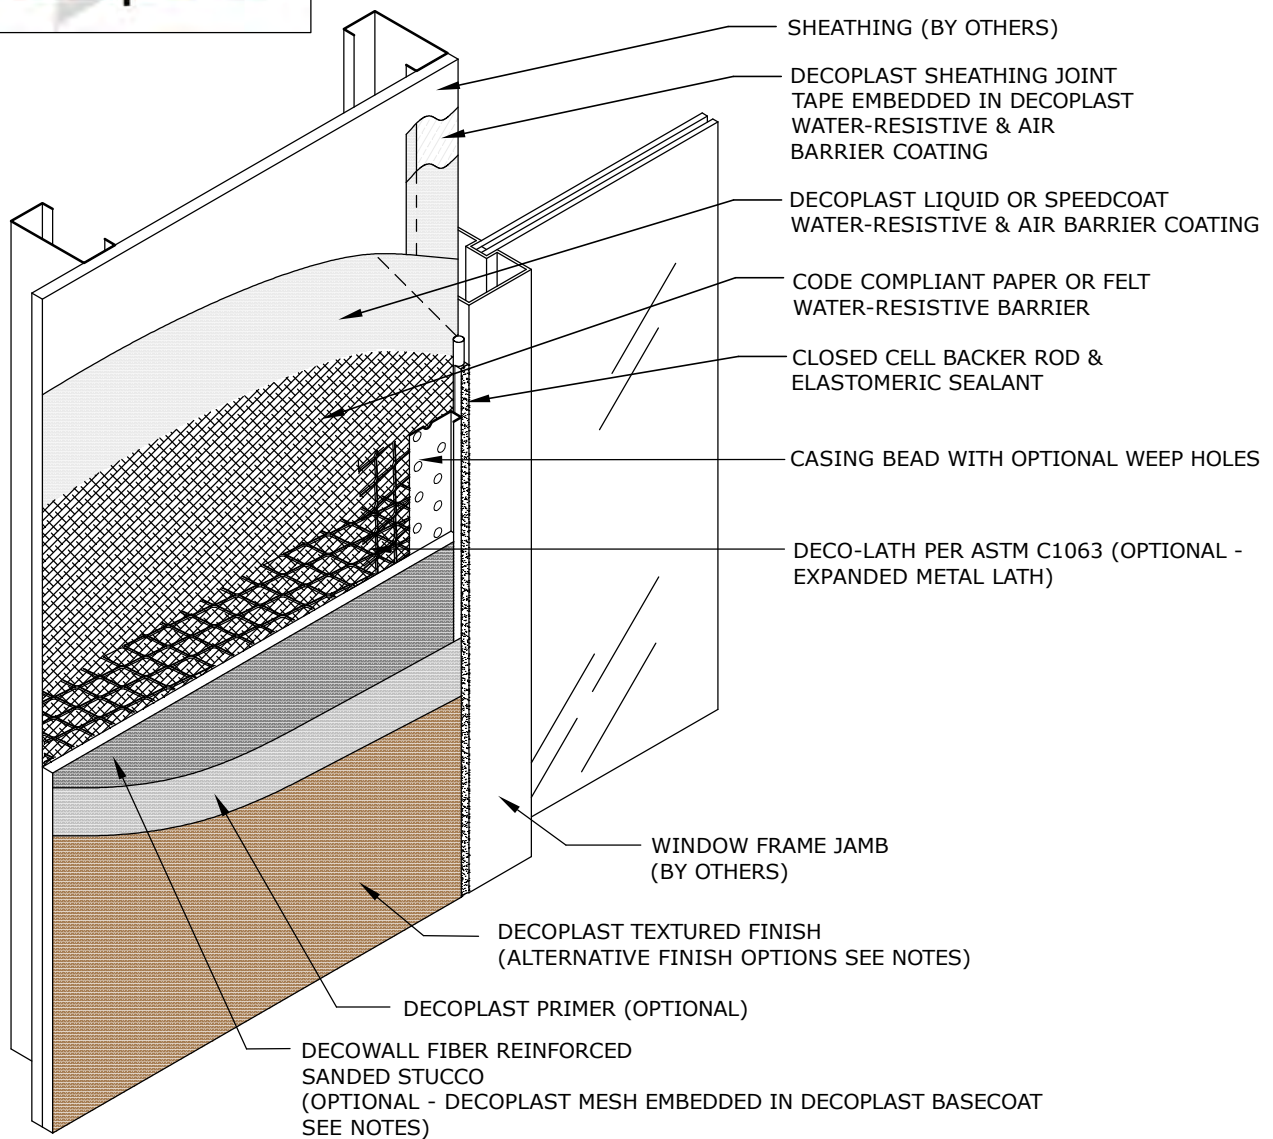 SHEATHING (BY OTHERS)
DECOPLAST SHEATHING JOINT
TAPE EMBEDDED IN DECOPLAST
WATER-RESISTIVE & AIR
BARRIER COATING
DECOPLAST LIQUID OR SPEEDCOAT
WATER-RESISTIVE & AIR BARRIER COATING
CODE COMPLIANT PAPER OR FELT
WATER-RESISTIVE BARRIER
CLOSED CELL BACKER ROD &
ELASTOMERIC SEALANT
CASING BEAD WITH OPTIONAL WEEP HOLES
DECO-LATH PER ASTM C1063 (OPTIONAL -
EXPANDED METAL LATH)
WINDOW FRAME JAMB
(BY OTHERS)
DECOPLAST TEXTURED FINISH
(ALTERNATIVE FINISH OPTIONS SEE NOTES)
DECOPLAST PRIMER (OPTIONAL)
DECOWALL FIBER REINFORCED
SANDED STUCCO
(OPTIONAL - DECOPLAST MESH EMBEDDED IN DECOPLAST BASECOAT
SEE NOTES)